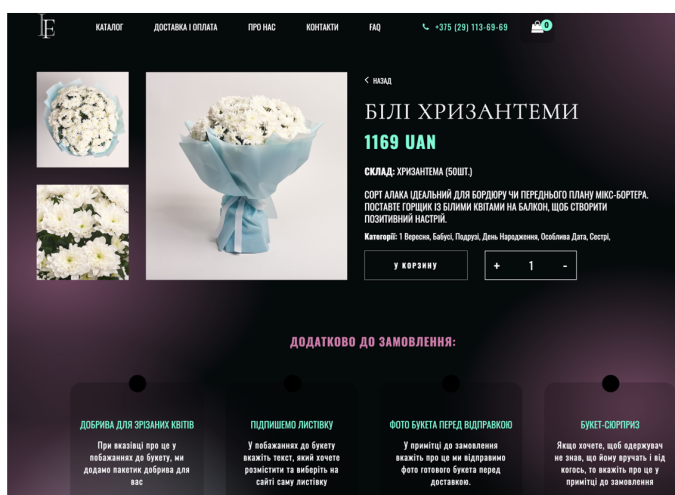 LF
КАТАЛОГ ДОСТАВКА І ОПЛАТА ПРО НАС КОНТАКТИ FAQ +375 (29) 113-69-69 0
< НАЗАД
БІЛІ ХРИЗАНТЕМИ
1169 UAN
СКЛАД: ХРИЗАНТЕМА (50ШТ.)
СОРТ АЛАКА ІДЕАЛЬНИЙ ДЛЯ БОРДЮРУ ЧИ ПЕРЕДНЬОГО ПЛАНУ МІКС-БОРТЕРА.
ПОСТАВТЕ ГОРЩИК ІЗ БІЛИМИ КВІТАМИ НА БАЛКОН, ЩОБ СТВОРИТИ
ПОЗИТИВНИЙ НАСТРІЙ.
Категорії: 1 Вересня, Бабусі, Подрузі, День Народження, Особлива Дата, Сестрі,
У КОРЗИНУ + 1 -
ДОДАТКОВО ДО ЗАМОВЛЕННЯ:
ДОБРИВА ДЛЯ ЗРІЗАНИХ КВІТІВ
При вказівці про це у
побажаннях до букету, ми
додамо пакетик добрива для
вас
ПІДПИШЕМО ЛИСТІВКУ
У побажаннях до букету
вкажіть текст, який хочете
розмістити та виберіть на
сайті саму листівку
ФОТО БУКЕТА ПЕРЕД ВІДПРАВКОЮ
У примітці до замовлення
вкажіть про це ми відправимо
фото готового букета перед
доставкою.
БУКЕТ-СЮРПРИЗ
Якщо хочете, щоб одержувач
не знав, що йому вручать і від
когось, то вкажіть про це у
примітці до замовлення